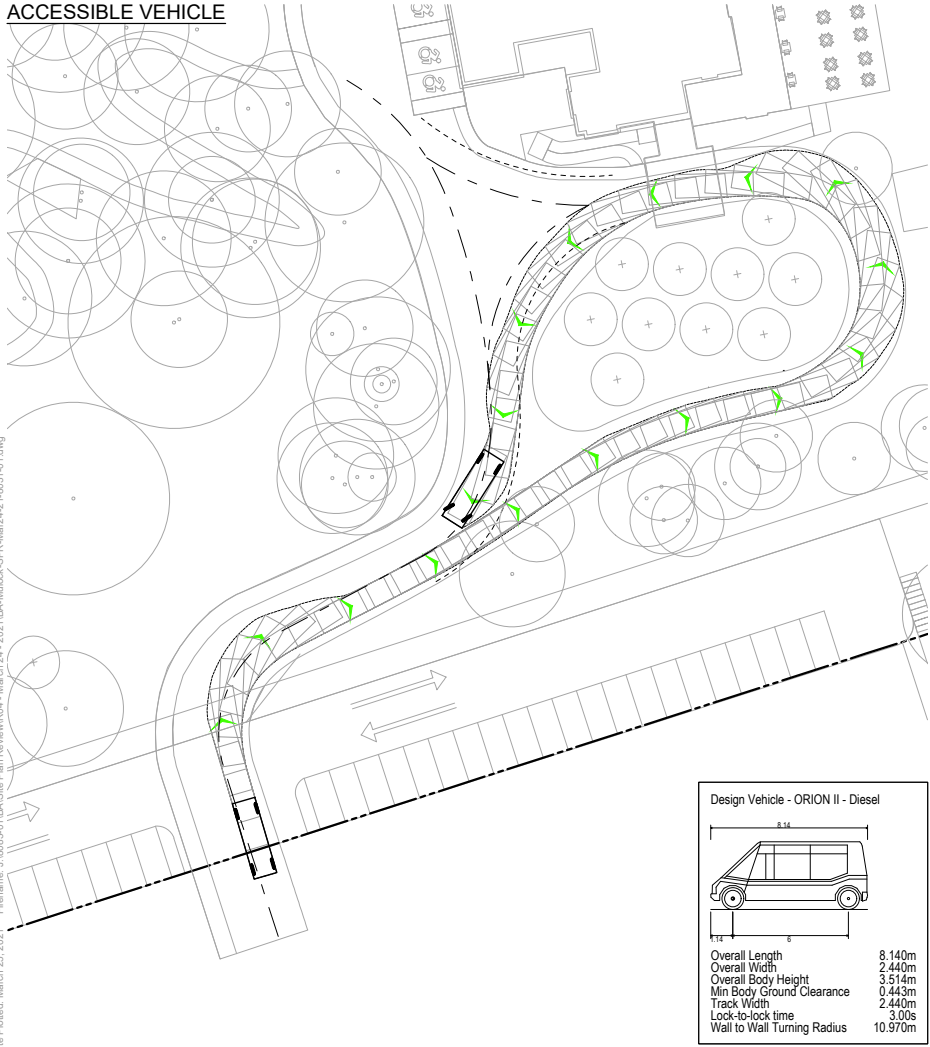 ACCESSIBLE VEHICLE
Design Vehicle - ORION II - Diesel
8.14
1.14
6
Overall Length 8.140m
Overall Width 2.440m
Overall Body Height 3.514m
Min Body Ground Clearance 0.443m
Track Width 2.440m
Lock-to-lock time 3.00s
Wall to Wall Turning Radius 10.970m